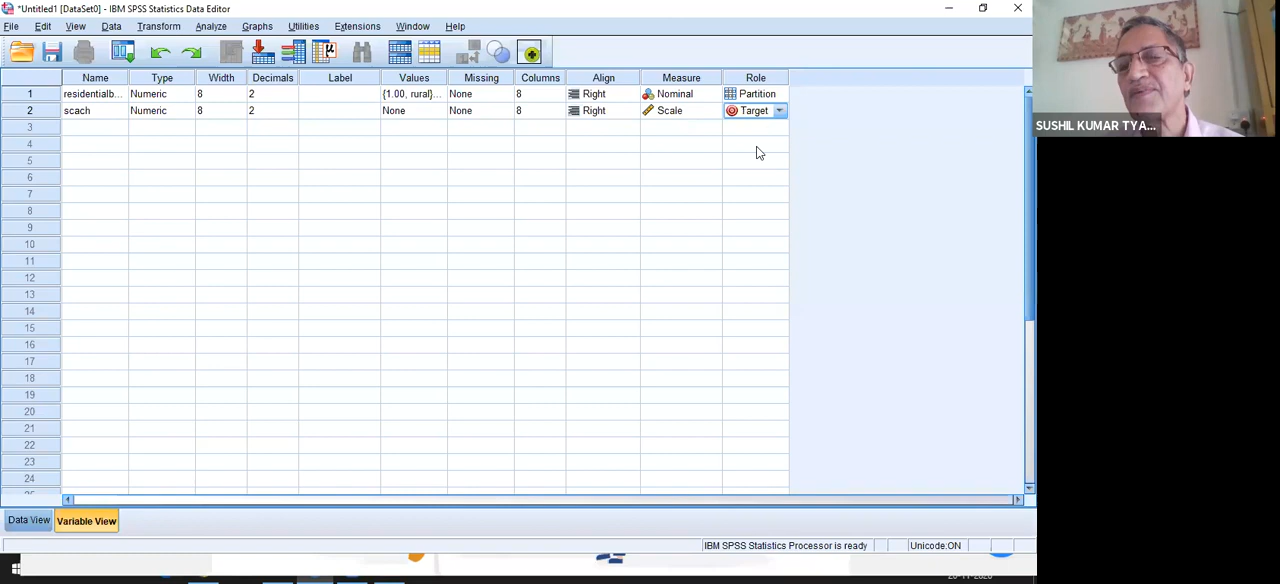 *Untitled1 [DataSet0] - IBM SPSS Statistics Data Editor
File Edit View Data Transform Analyze Graphs Utilities Extensions Window Help
Name Type Width Decimals Label Values Missing Columns Align Measure Role
1 residentialb... Numeric 8 2 {1.00, rural}... None 8 Right Nominal Partition
2 scach Numeric 8 2 None None 8 Right Scale Target
3
4
5
6
7
8
9
10
11
12
13
14
15
16
17
18
19
20
21
22
23
24
SUSHIL KUMAR TYA...
Data View Variable View
IBM SPSS Statistics Processor is ready Unicode:ON